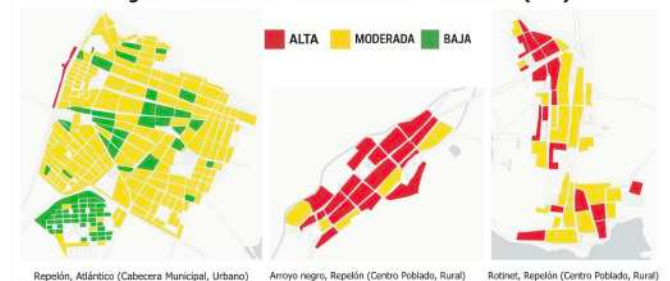 ALTA MODERADA BAJA
Repelón, Atlántico (Cabecera Municipal, Urbano) Arroyo negro, Repelón (Centro Poblado, Rural) Rotinet, Repelón (Centro Poblado, Rural)